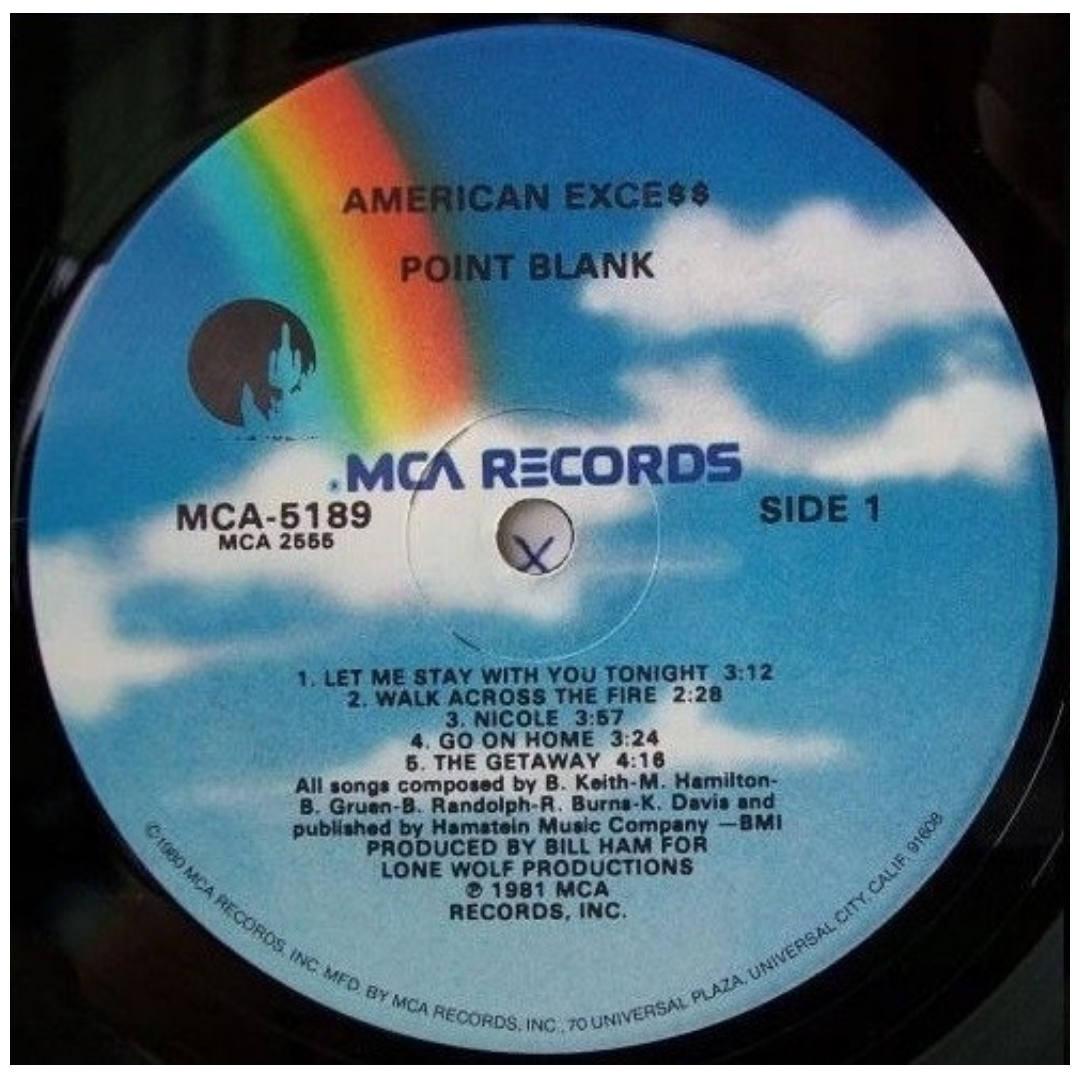 AMERICAN EXCE$$
POINT BLANK
MCA RECORDS
MCA-5189
SIDE 1
MCA 2555
X
1. LET ME STAY WITH YOU TONIGHT 3:12
2. WALK ACROSS THE FIRE 2:28
3. NICOLE 3:57
4. GO ON HOME 3:24
5. THE GETAWAY 4:16
All songs composed by B. Keith-M. Hamilton-
B. Gruen-B. Randolph-R. Burns-K. Davis and
published by Hamstein Music Company —BMI
PRODUCED BY BILL HAM FOR
LONE WOLF PRODUCTIONS
℗ 1981 MCA
RECORDS, INC.
©1980 MCA RECORDS, INC. MFD. BY MCA RECORDS, INC., 70 UNIVERSAL PLAZA, UNIVERSAL CITY, CALIF. 91608